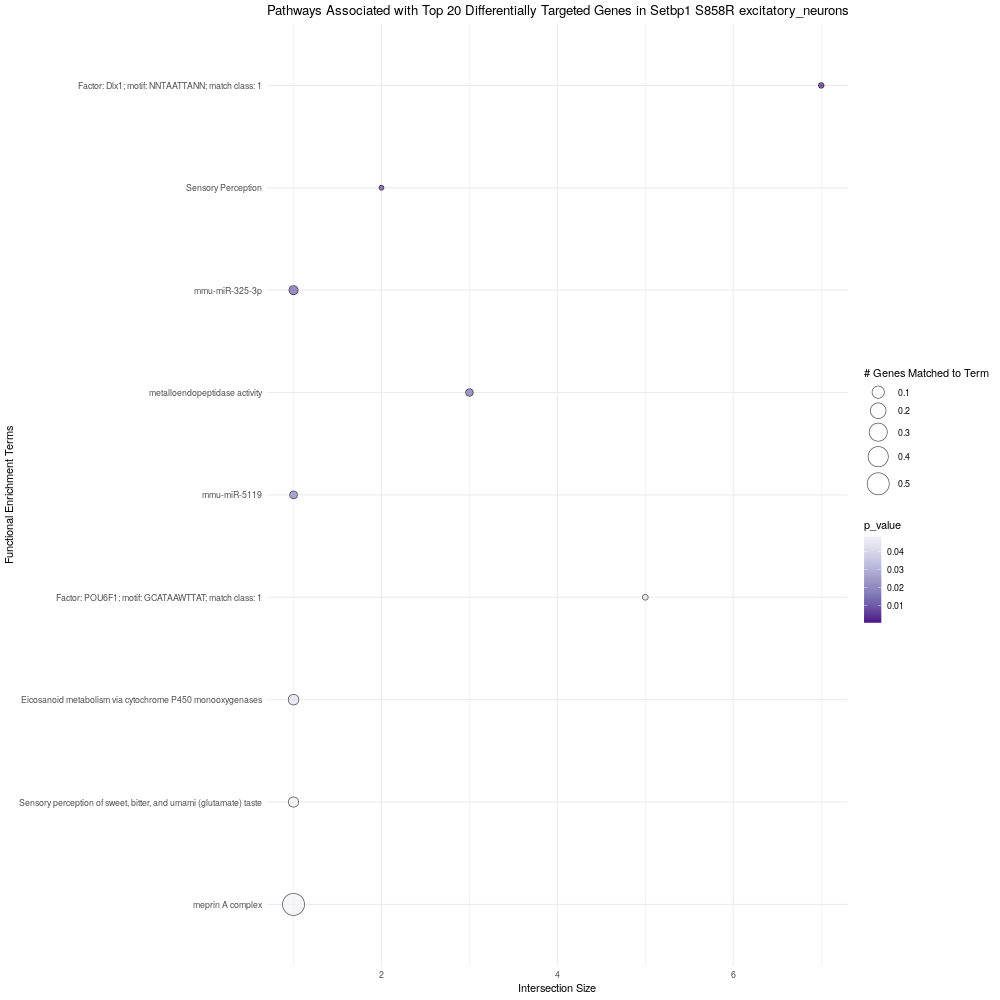 Pathways Associated with Top 20 Differentially Targeted Genes in Setbp1 S858R excitatory_neurons
Functional Enrichment Terms
Factor: Dlx1; motif: NNTAATTANN; match class: 1
Sensory Perception
mmu-miR-325-3p
metalloendopeptidase activity
mmu-miR-5119
Factor: POU6F1; motif: GCATAAWTTAT; match class: 1
Eicosanoid metabolism via cytochrome P450 monooxygenases
Sensory perception of sweet, bitter, and umami (glutamate) taste
meprin A complex
2 4 6
Intersection Size
# Genes Matched to Term
0.1
0.2
0.3
0.4
0.5
p_value
0.04
0.03
0.02
0.01